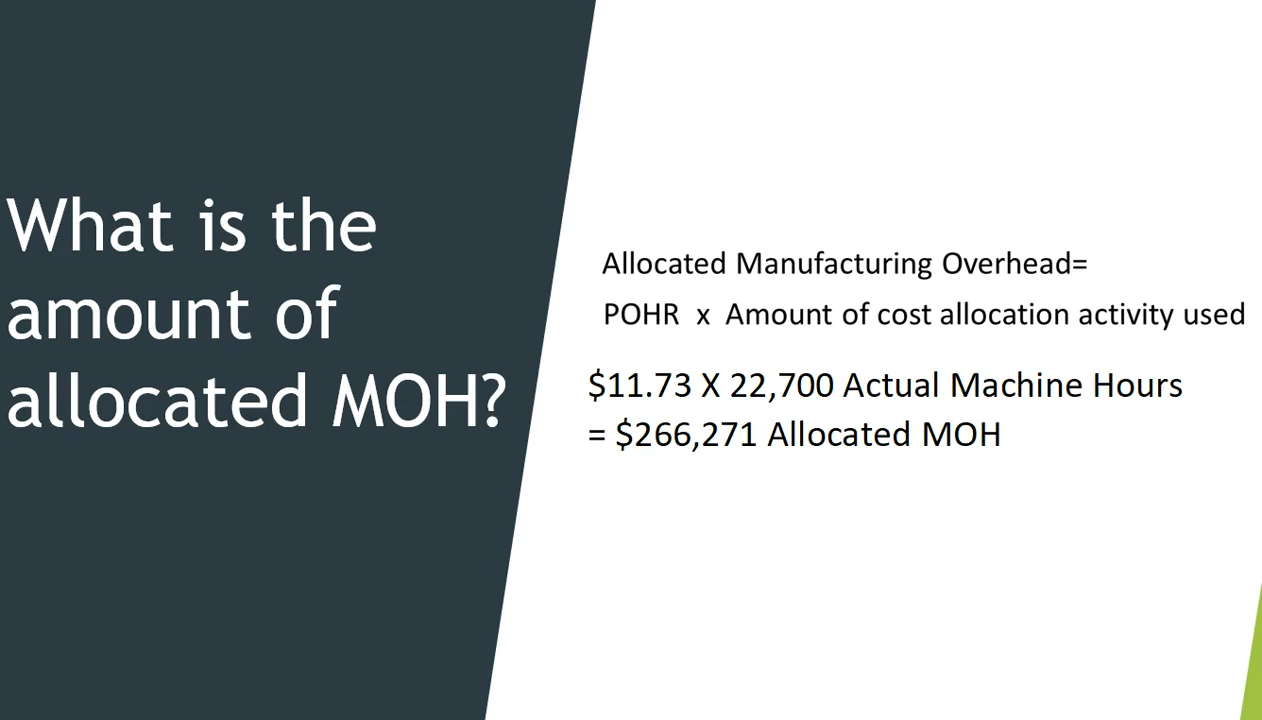 What is the
amount of
allocated MOH?
Allocated Manufacturing Overhead=
POHR x Amount of cost allocation activity used
$11.73 X 22,700 Actual Machine Hours
= $266,271 Allocated MOH